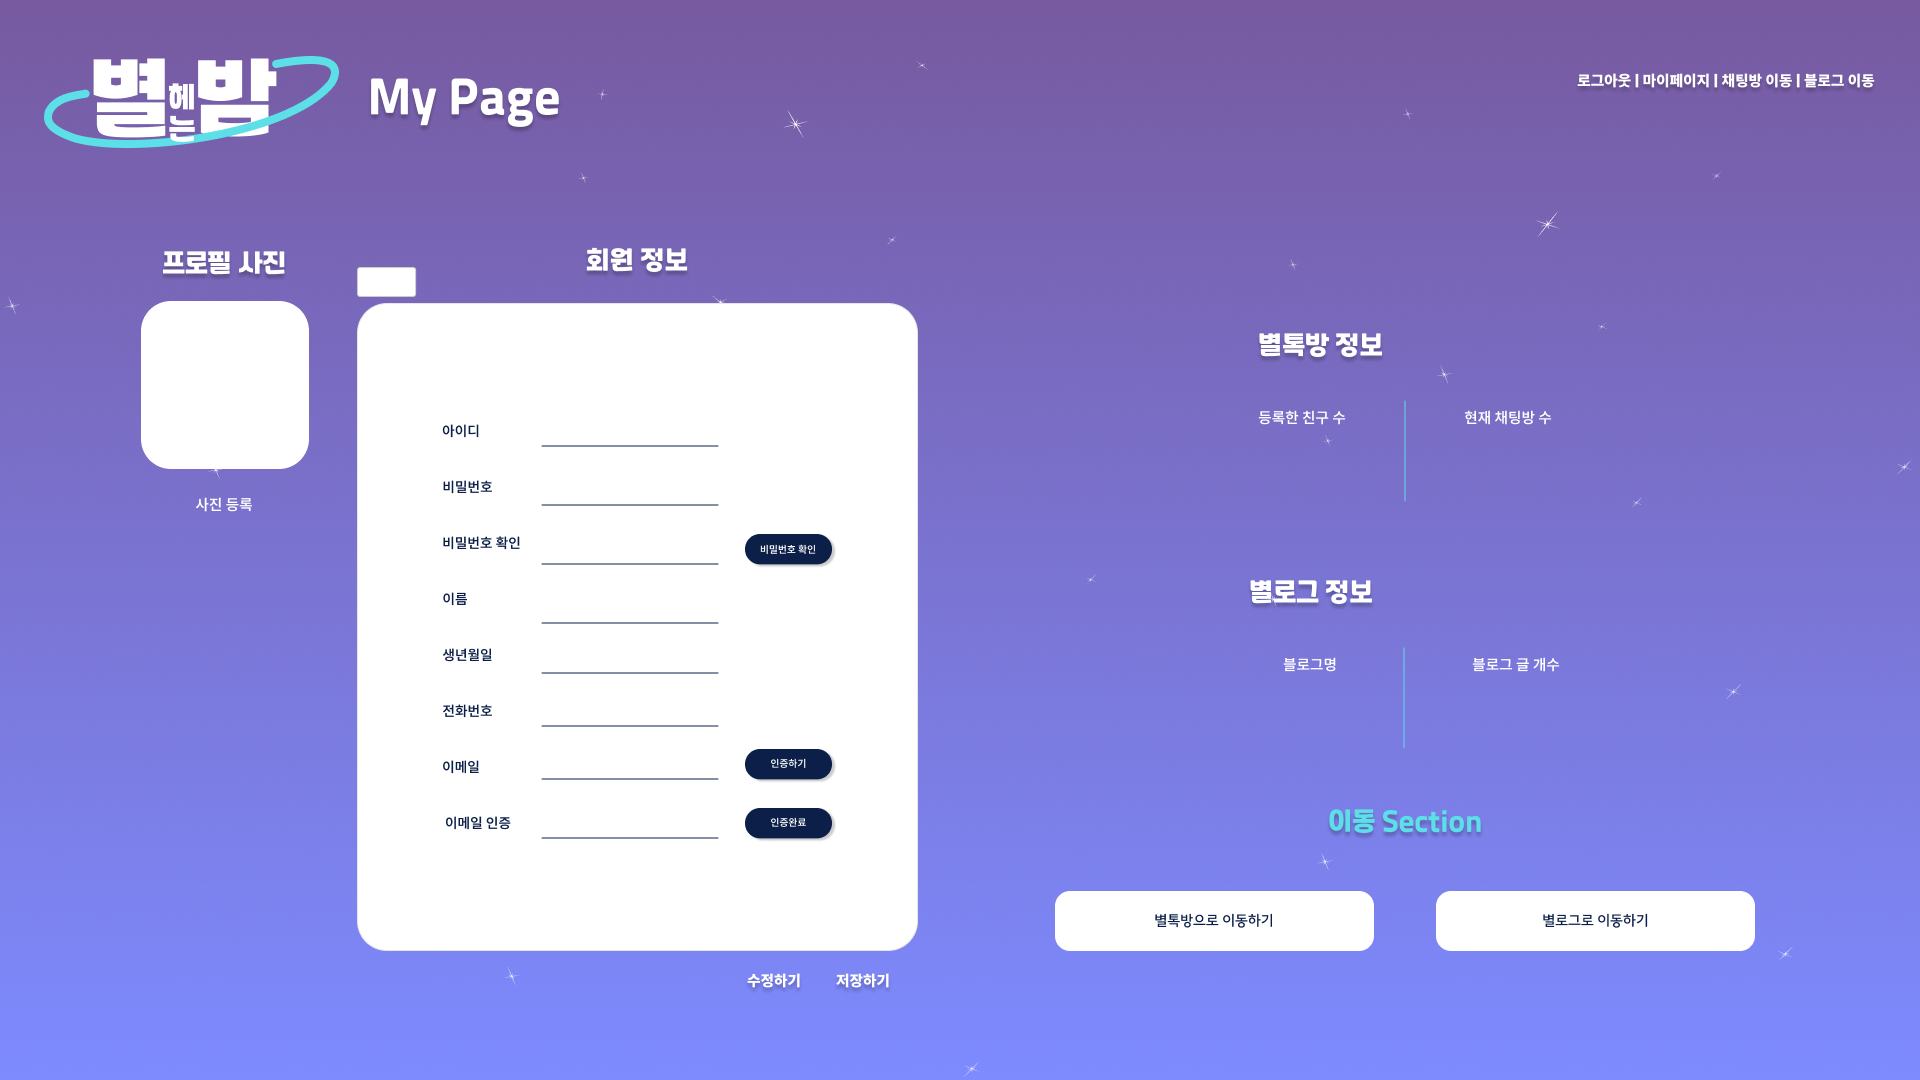 별헤는밤
My Page
로그아웃 | 마이페이지 | 채팅방 이동 | 블로그 이동
프로필 사진
사진 등록
회원 정보
아이디
비밀번호
비밀번호 확인
비밀번호 확인
이름
생년월일
전화번호
이메일
인증하기
이메일 인증
인증완료
수정하기
저장하기
별톡방 정보
등록한 친구 수
현재 채팅방 수
별로그 정보
블로그명
블로그 글 개수
이동 Section
별톡방으로 이동하기
별로그로 이동하기